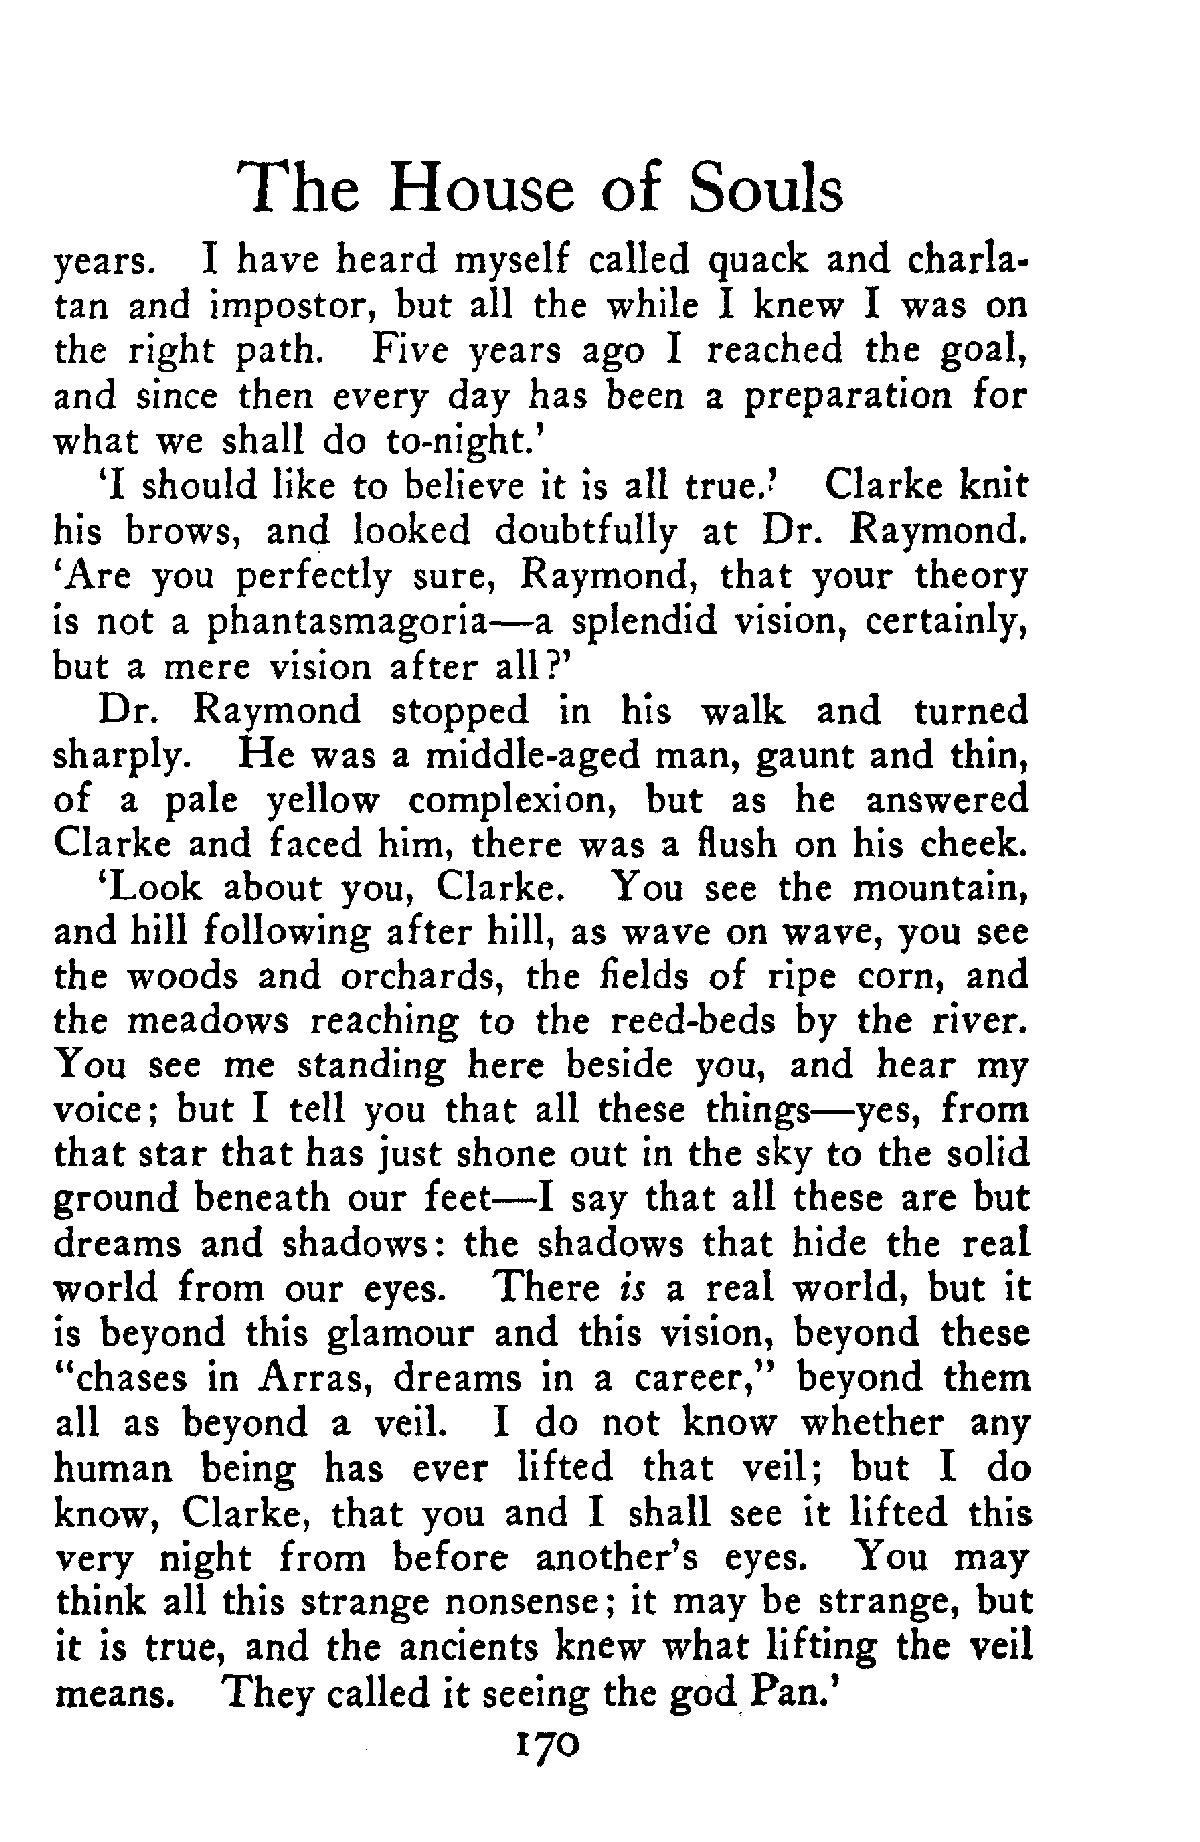 The House of Souls
years. I have heard myself called quack and charla-
tan and impostor, but all the while I knew I was on
the right path. Five years ago I reached the goal,
and since then every day has been a preparation for
what we shall do to-night.’
‘I should like to believe it is all true.’ Clarke knit
his brows, and looked doubtfully at Dr. Raymond.
‘Are you perfectly sure, Raymond, that your theory
is not a phantasmagoria—a splendid vision, certainly,
but a mere vision after all?’
Dr. Raymond stopped in his walk and turned
sharply. He was a middle-aged man, gaunt and thin,
of a pale yellow complexion, but as he answered
Clarke and faced him, there was a flush on his cheek.
‘Look about you, Clarke. You see the mountain,
and hill following after hill, as wave on wave, you see
the woods and orchards, the fields of ripe corn, and
the meadows reaching to the reed-beds by the river.
You see me standing here beside you, and hear my
voice; but I tell you that all these things—yes, from
that star that has just shone out in the sky to the solid
ground beneath our feet—I say that all these are but
dreams and shadows: the shadows that hide the real
world from our eyes. There is a real world, but it
is beyond this glamour and this vision, beyond these
“chases in Arras, dreams in a career,” beyond them
all as beyond a veil. I do not know whether any
human being has ever lifted that veil; but I do
know, Clarke, that you and I shall see it lifted this
very night from before another’s eyes. You may
think all this strange nonsense; it may be strange, but
it is true, and the ancients knew what lifting the veil
means. They called it seeing the god Pan.’
170